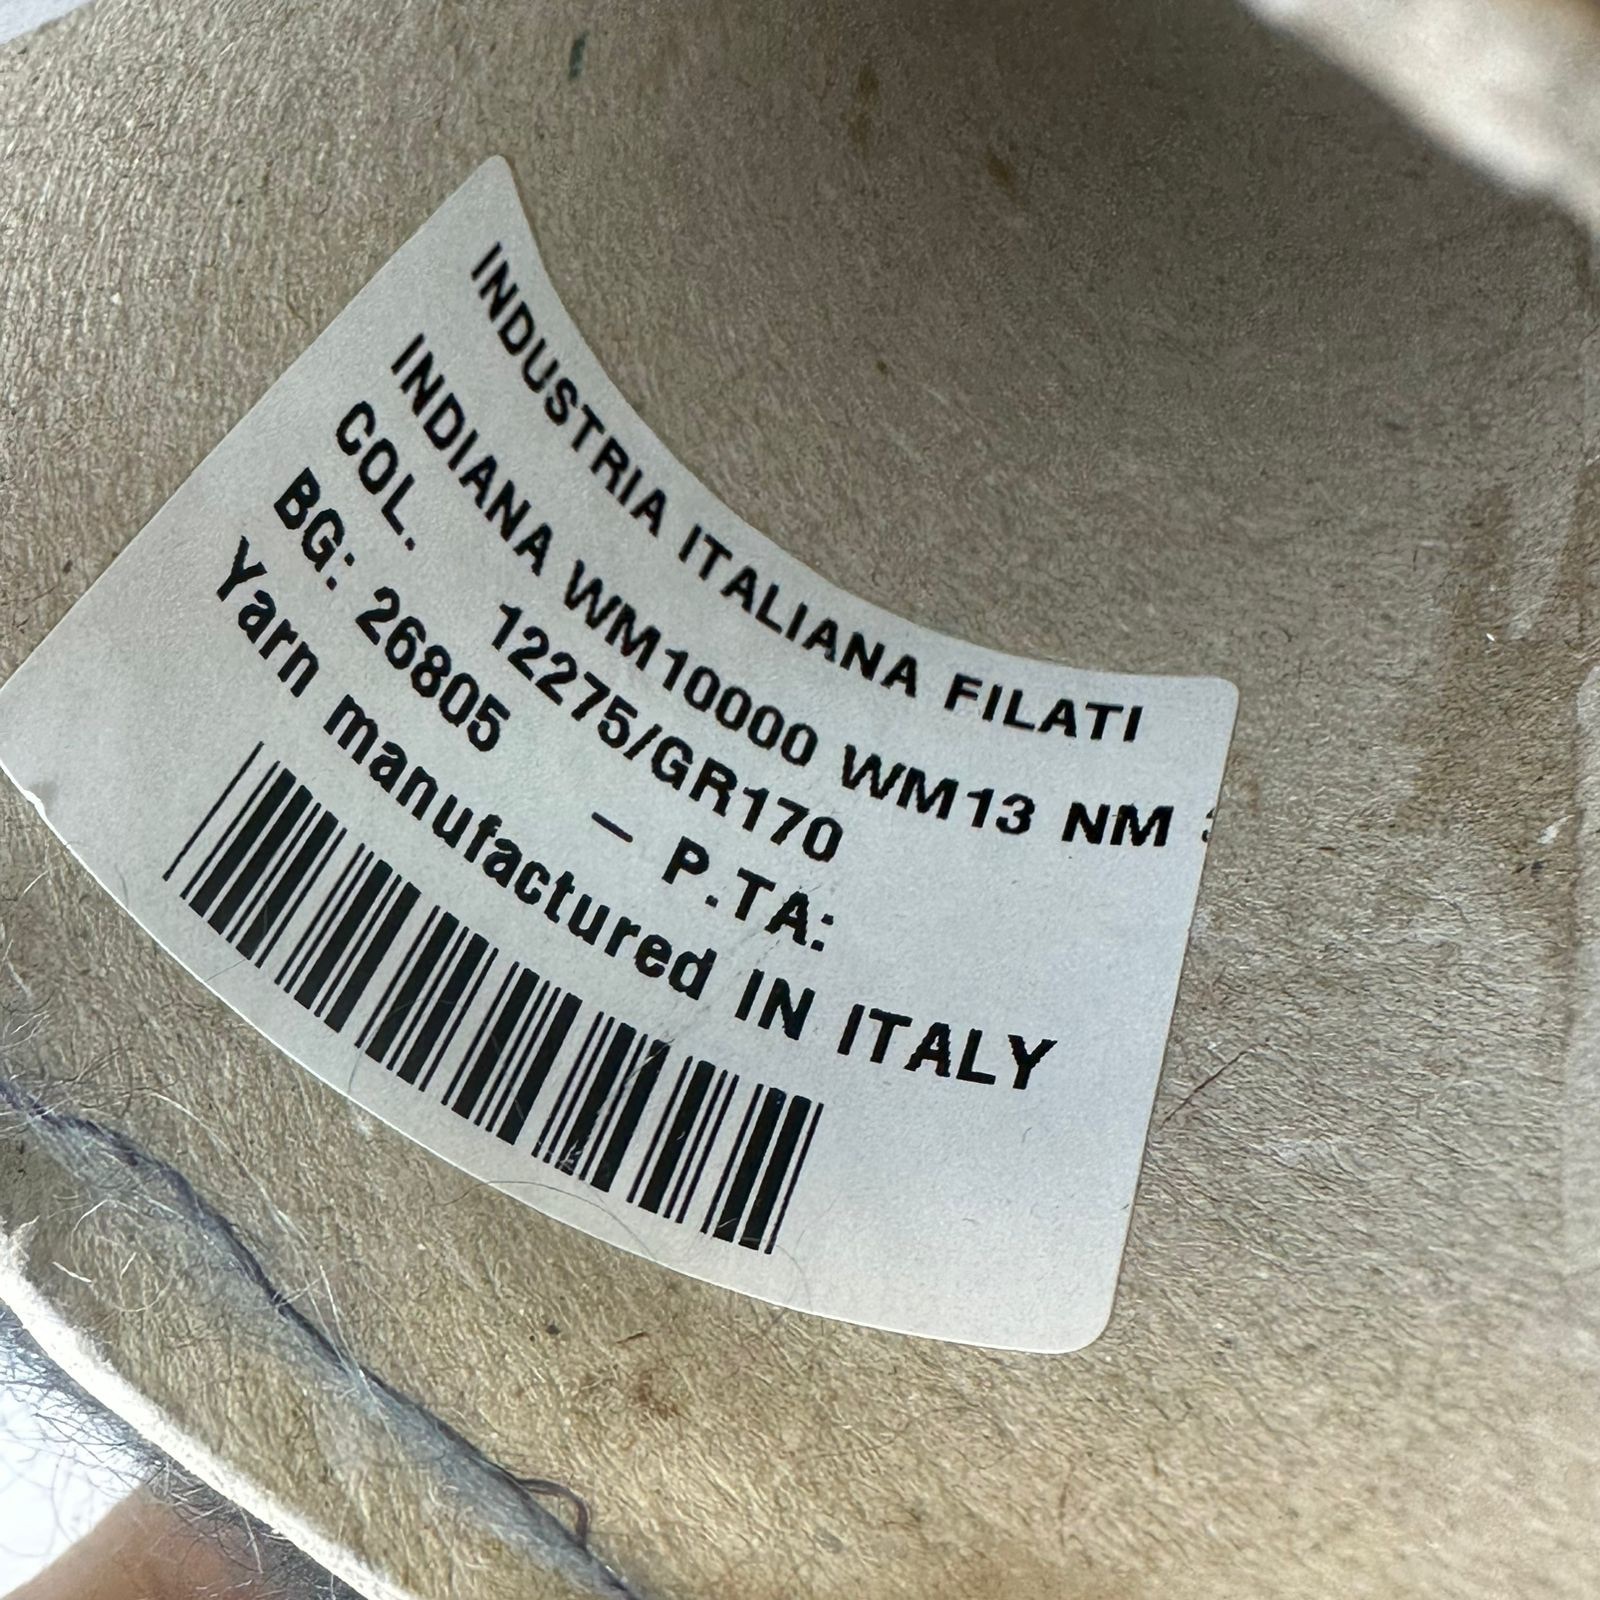 INDUSTRIA ITALIANA FILATI
INDIANA WM10000 WM13 NM
COL. 12275/GR170
BG: 26805 – P.TA:
Yarn manufactured IN ITALY